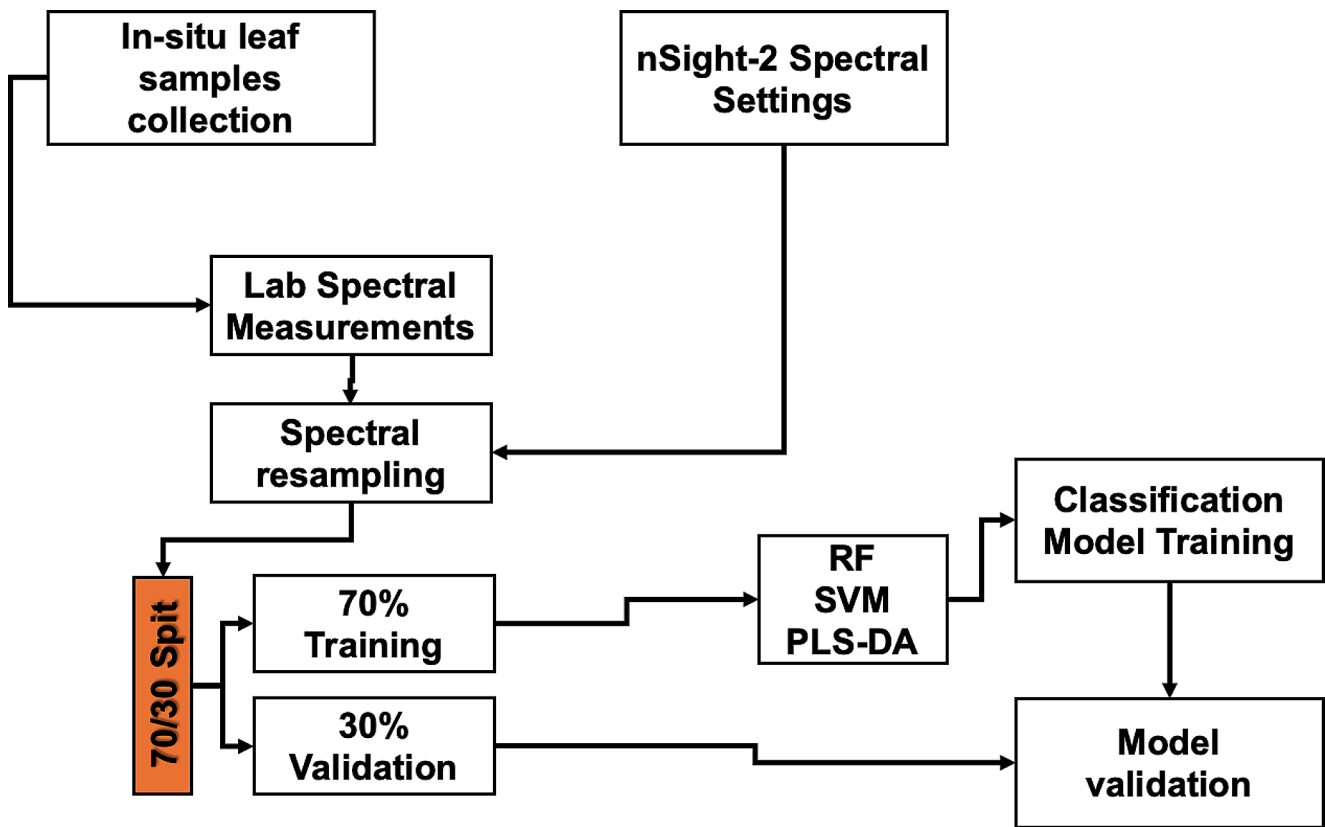 In-situ leaf
samples
collection
nSight-2 Spectral
Settings
Lab Spectral
Measurements
Spectral
resampling
70/30 Spit
70%
Training
30%
Validation
RF
SVM
PLS-DA
Classification
Model Training
Model
validation